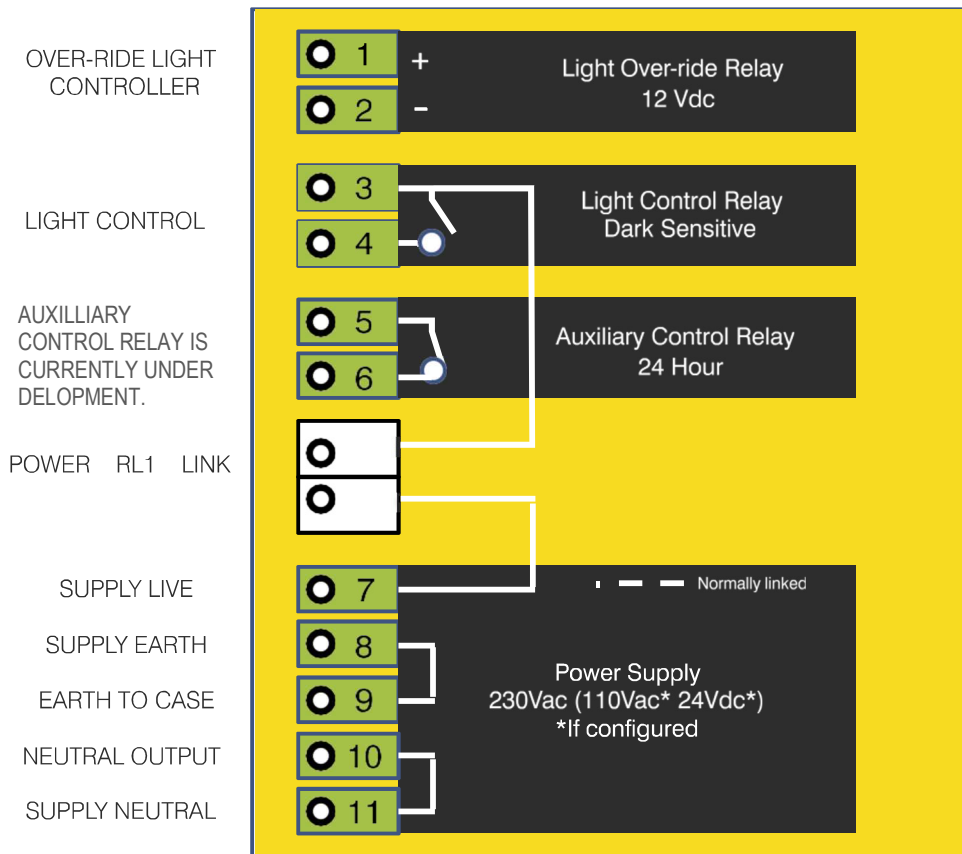 OVER-RIDE LIGHT
CONTROLLER
1 +
2 -
Light Over-ride Relay
12 Vdc
LIGHT CONTROL
3
4
Light Control Relay
Dark Sensitive
AUXILLIARY
CONTROL RELAY IS
CURRENTLY UNDER
DELOPMENT.
5
6
Auxiliary Control Relay
24 Hour
POWER RL1 LINK
SUPPLY LIVE
7
Normally linked
SUPPLY EARTH
8
EARTH TO CASE
9
Power Supply
230Vac (110Vac* 24Vdc*)
*If configured
NEUTRAL OUTPUT
10
SUPPLY NEUTRAL
11